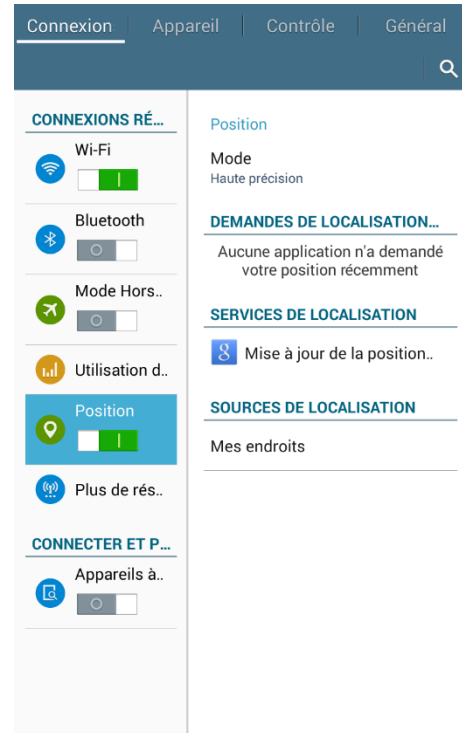 Connexion Appareil Contrôle Général
CONNEXIONS RÉ...
Wi-Fi
Bluetooth
Mode Hors..
Utilisation d..
Position
Plus de rés..
CONNECTER ET P...
Appareils à..
Position
Mode
Haute précision
DEMANDES DE LOCALISATION...
Aucune application n'a demandé
votre position récemment
SERVICES DE LOCALISATION
8 Mise à jour de la position..
SOURCES DE LOCALISATION
Mes endroits